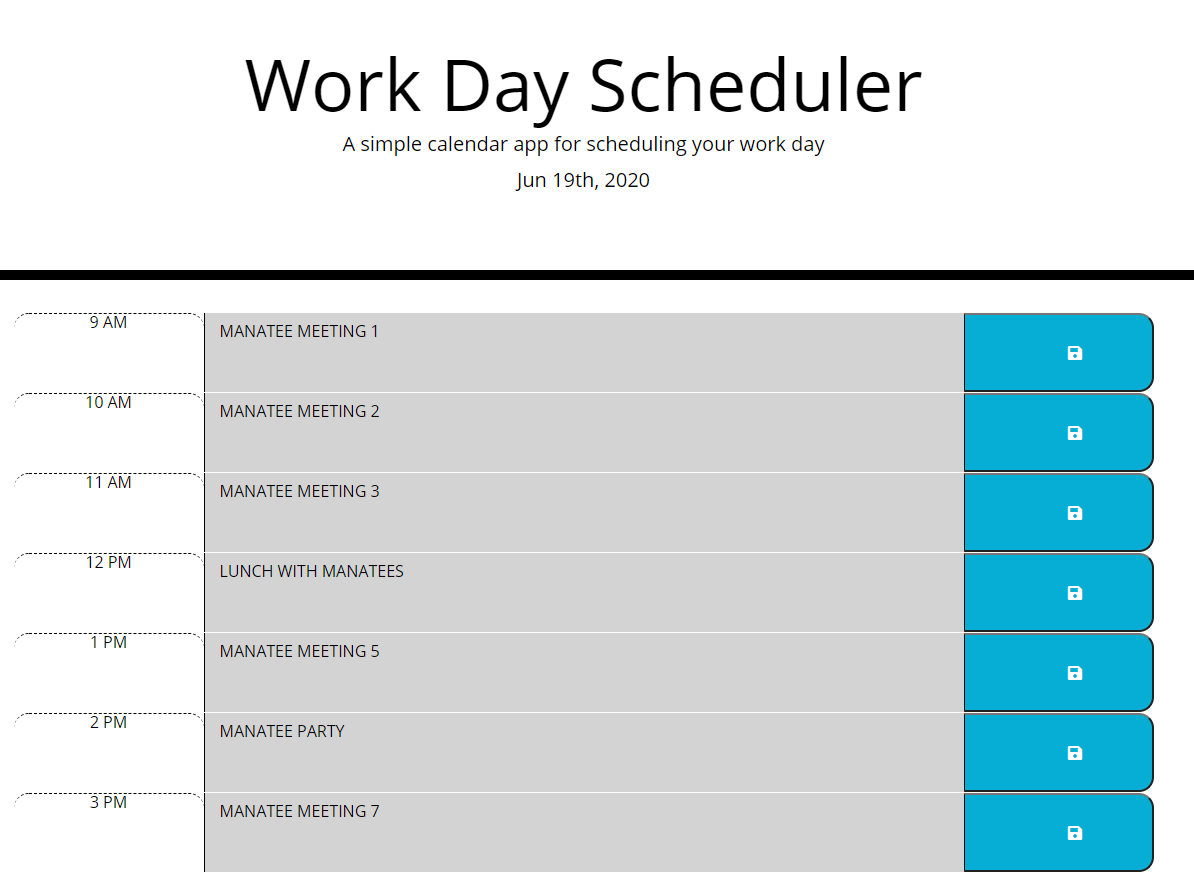 Work Day Scheduler
A simple calendar app for scheduling your work day
Jun 19th, 2020
9 AM
MANATEE MEETING 1
10 AM
MANATEE MEETING 2
11 AM
MANATEE MEETING 3
12 PM
LUNCH WITH MANATEES
1 PM
MANATEE MEETING 5
2 PM
MANATEE PARTY
3 PM
MANATEE MEETING 7